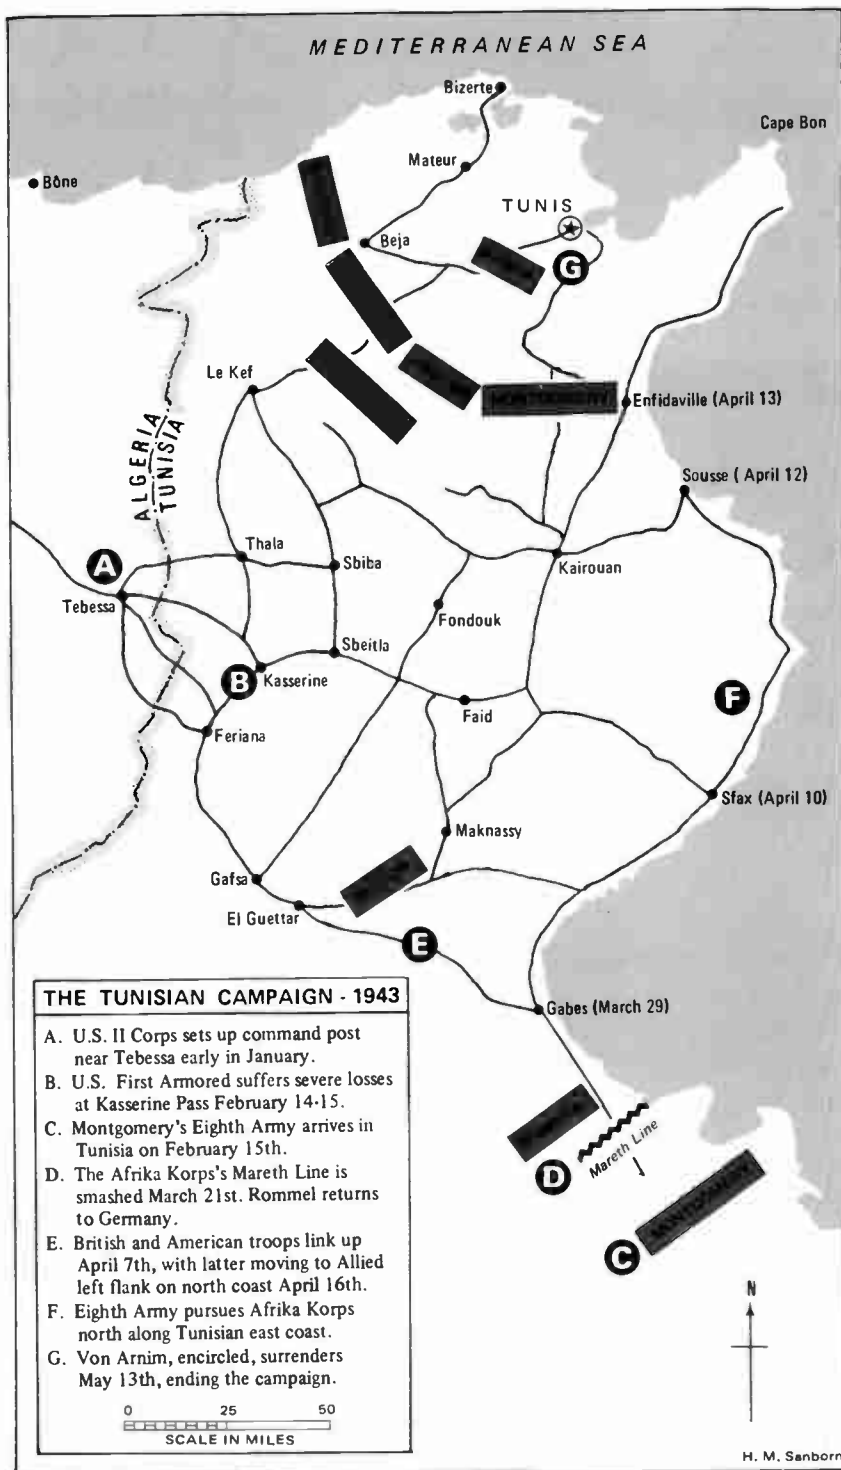 MEDITERRANEAN SEA
Bizerte
Cape Bon
Mateur
Bône
TUNIS
Beja
G
Le Kef
MONTGOMERY
Enfidaville (April 13)
ALGERIA
TUNISIA
Sousse ( April 12)
A
Thala
Sbiba
Kairouan
Tebessa
Fondouk
Sbeitla
B
Kasserine
F
Faid
Feriana
Sfax (April 10)
Maknassy
Gafsa
El Guettar
E
THE TUNISIAN CAMPAIGN - 1943
A. U.S. II Corps sets up command post
near Tebessa early in January.
B. U.S. First Armored suffers severe losses
at Kasserine Pass February 14-15.
C. Montgomery's Eighth Army arrives in
Tunisia on February 15th.
D. The Afrika Korps's Mareth Line is
smashed March 21st. Rommel returns
to Germany.
E. British and American troops link up
April 7th, with latter moving to Allied
left flank on north coast April 16th.
F. Eighth Army pursues Afrika Korps
north along Tunisian east coast.
G. Von Arnim, encircled, surrenders
May 13th, ending the campaign.
0 25 50
SCALE IN MILES
Gabes (March 29)
Mareth Line
D
MONTGOMERY
C
N
H. M. Sanborn